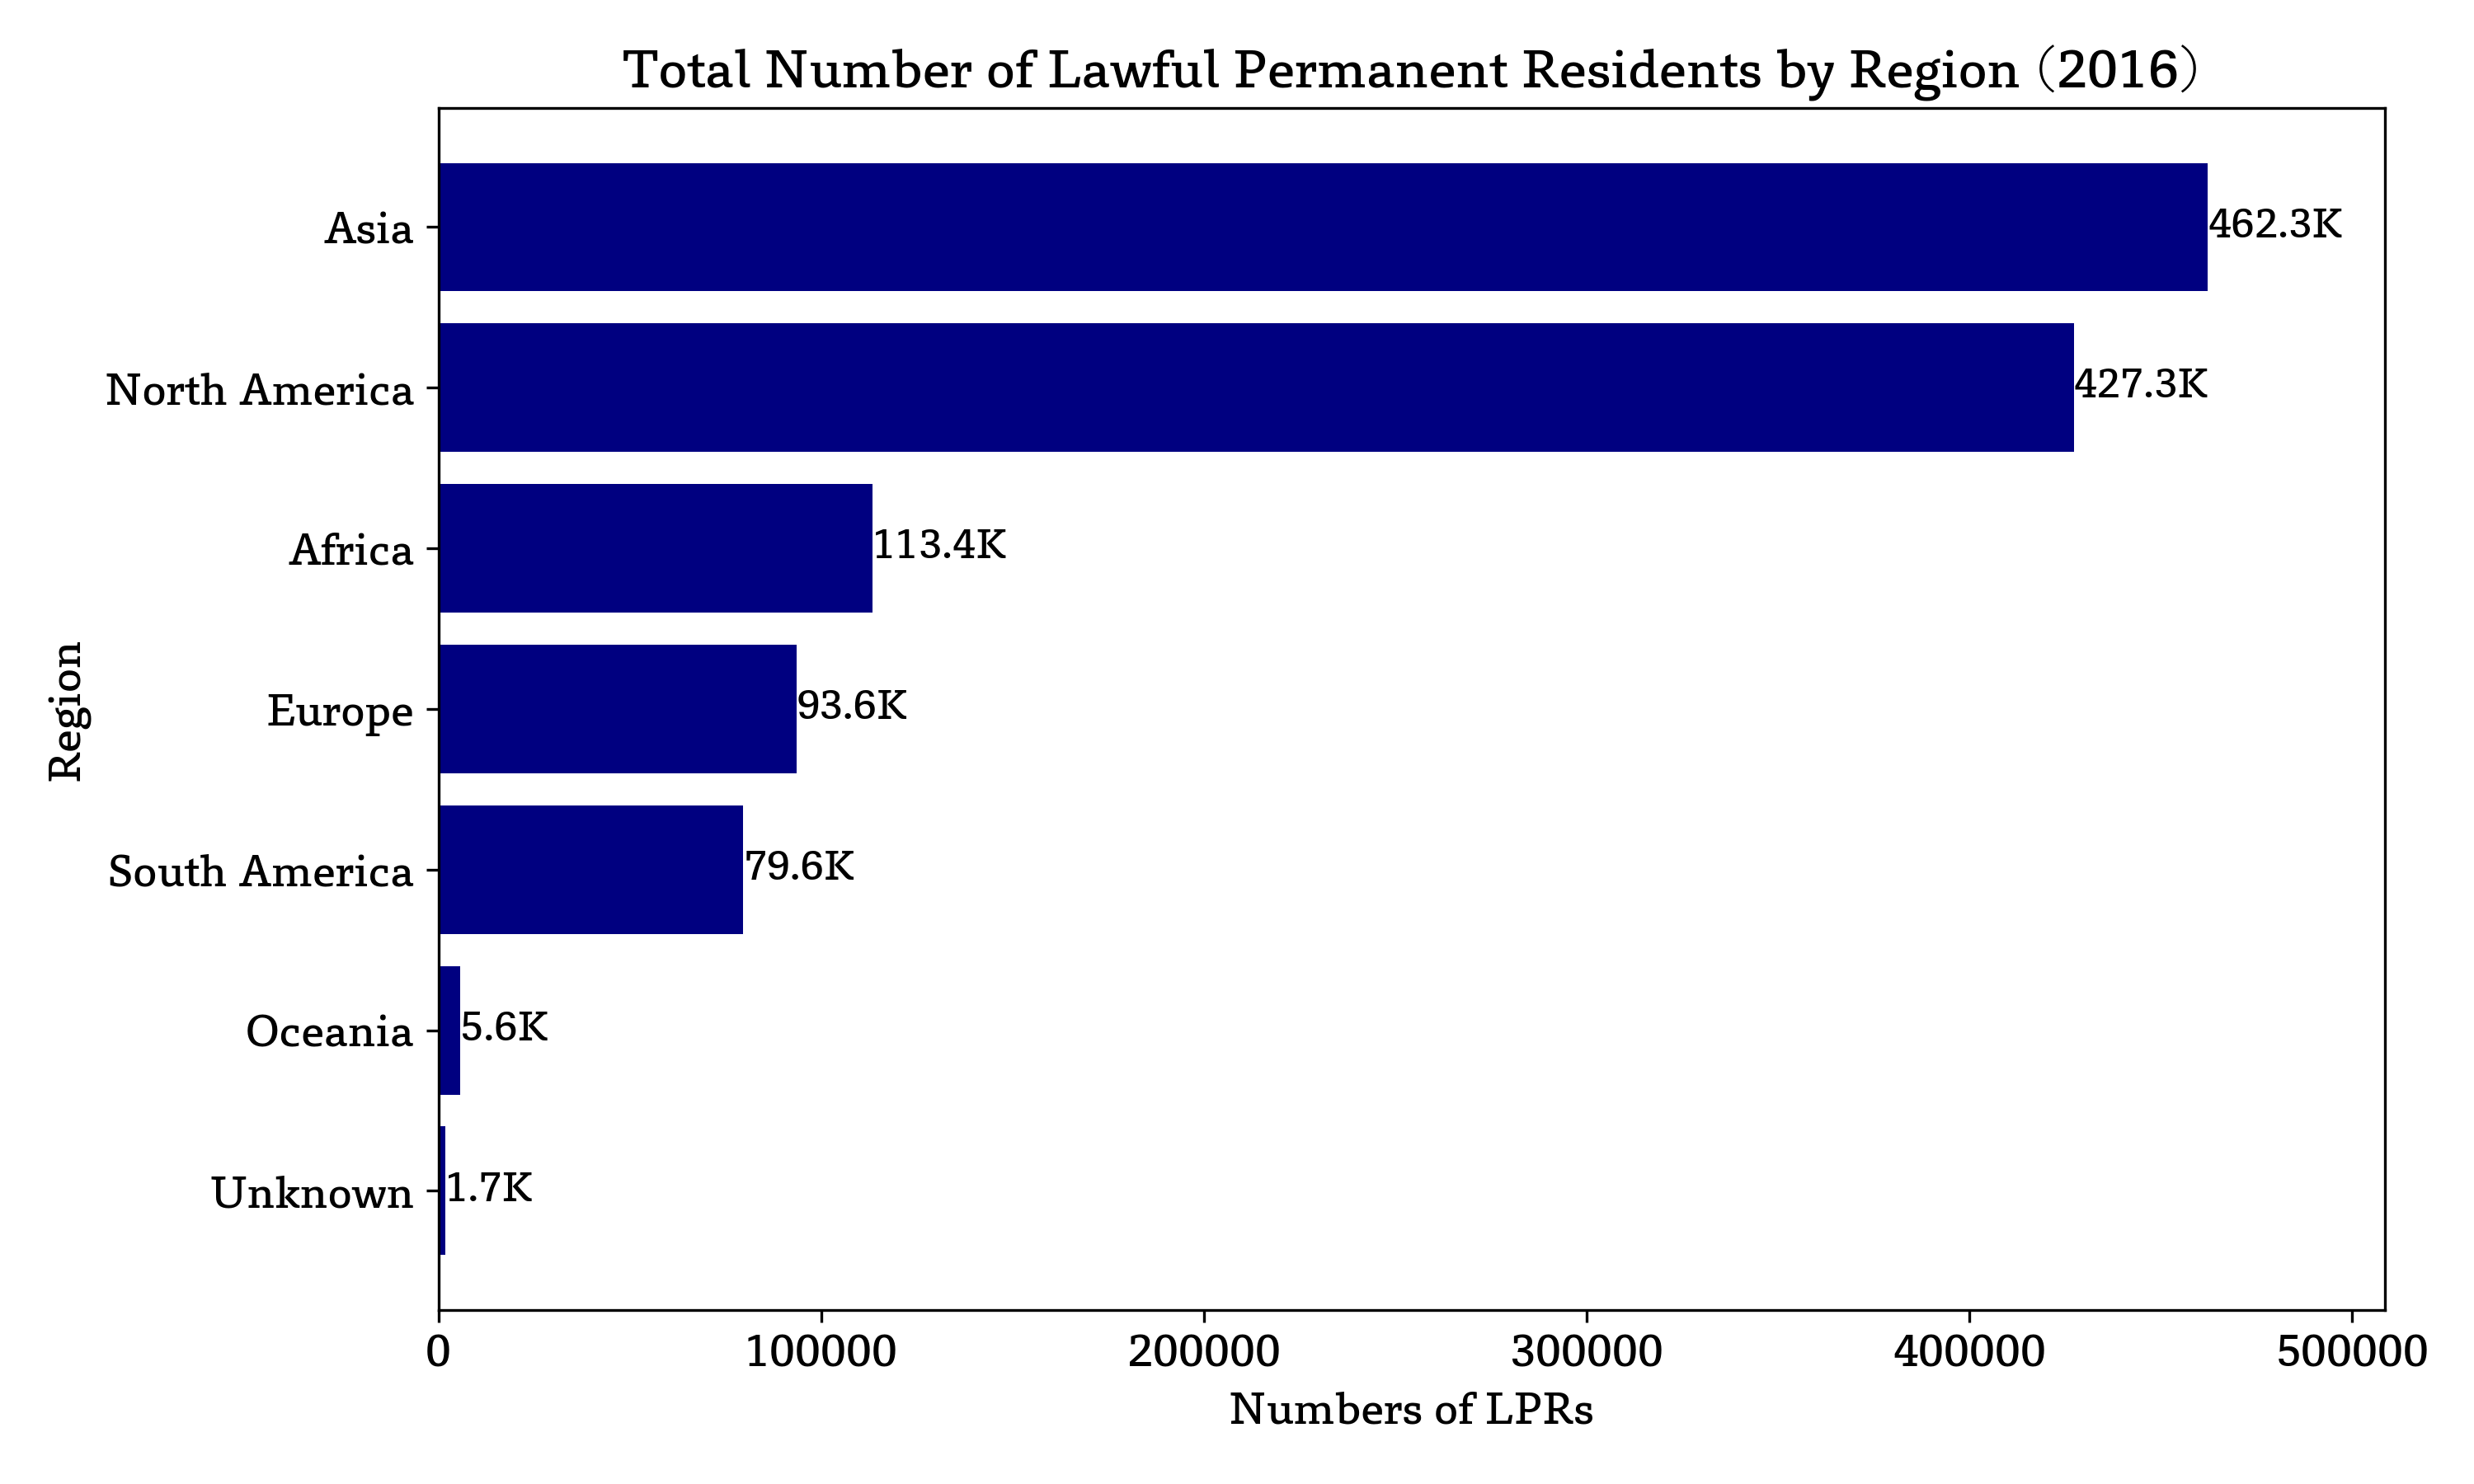 Total Number of Lawful Permanent Residents by Region (2016)
Asia
462.3K
North America
427.3K
Africa
113.4K
Europe
93.6K
South America
79.6K
Oceania
5.6K
Unknown
1.7K
Region
0 100000 200000 300000 400000 500000
Numbers of LPRs